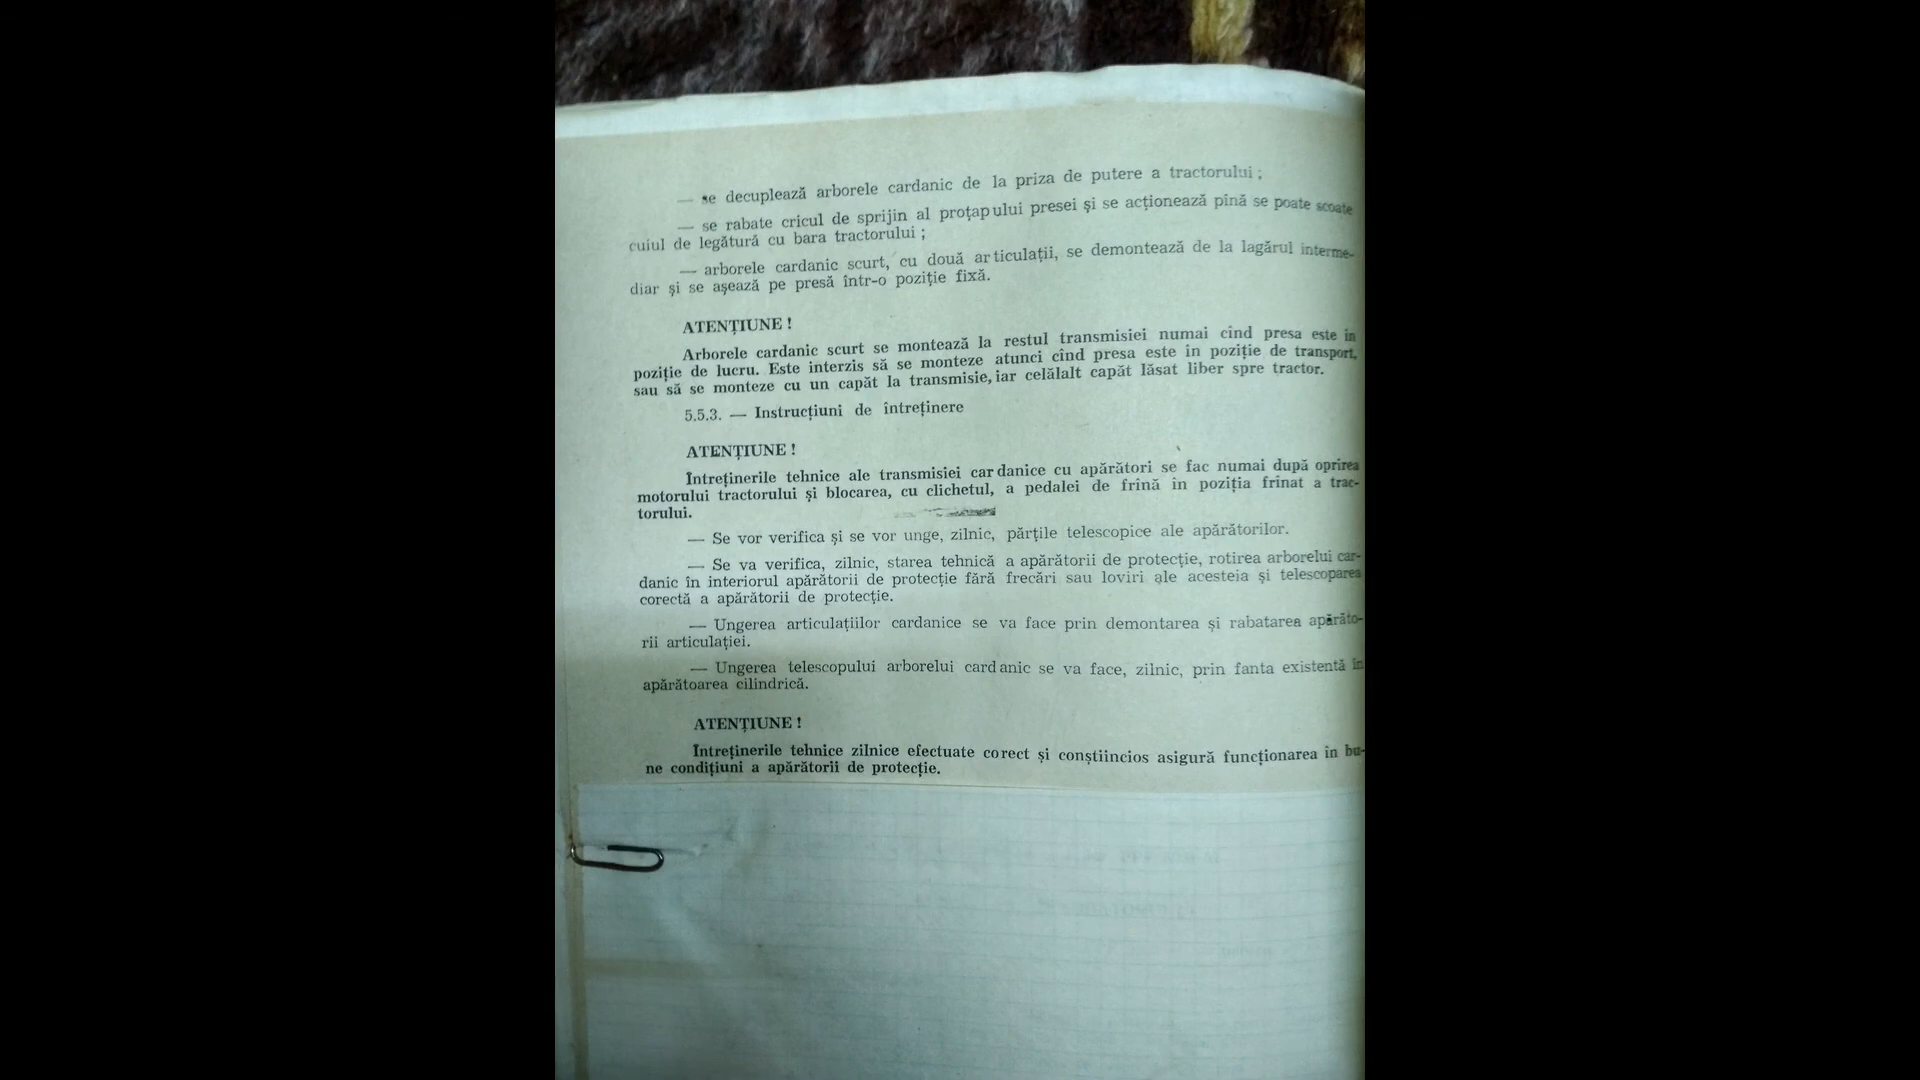 — se decuplează arborele cardanic de la priza de putere a tractorului ;
— se rabate cricul de sprijin al proțapului presei și se acționează pînă se poate scoate
cuiul de legătură cu bara tractorului ;
— arborele cardanic scurt, cu două articulații, se demontează de la lagărul interme-
diar și se așează pe presă într-o poziție fixă.
ATENȚIUNE !
Arborele cardanic scurt se montează la restul transmisiei numai cînd presa este in
poziție de lucru. Este interzis să se monteze atunci cînd presa este in poziție de transport,
sau să se monteze cu un capăt la transmisie, iar celălalt capăt lăsat liber spre tractor.
5.5.3. — Instrucțiuni de întreținere
ATENȚIUNE !
Întreținerile tehnice ale transmisiei cardanice cu apărători se fac numai după oprirea
motorului tractorului și blocarea, cu clichetul, a pedalei de frînă in poziția frinat a trac-
torului.
— Se vor verifica și se vor unge, zilnic, părțile telescopice ale apărătorilor.
— Se va verifica, zilnic, starea tehnică a apărătorii de protecție, rotirea arborelui car-
danic în interiorul apărătorii de protecție fără frecări sau loviri ale acesteia și telescoparea
corectă a apărătorii de protecție.
— Ungerea articulațiilor cardanice se va face prin demontarea și rabatarea apărăto-
rii articulației.
— Ungerea telescopului arborelui cardanic se va face, zilnic, prin fanta existentă în
apărătoarea cilindrică.
ATENȚIUNE !
Întreținerile tehnice zilnice efectuate corect și conștiincios asigură funcționarea in bu-
ne condițiuni a apărătorii de protecție.